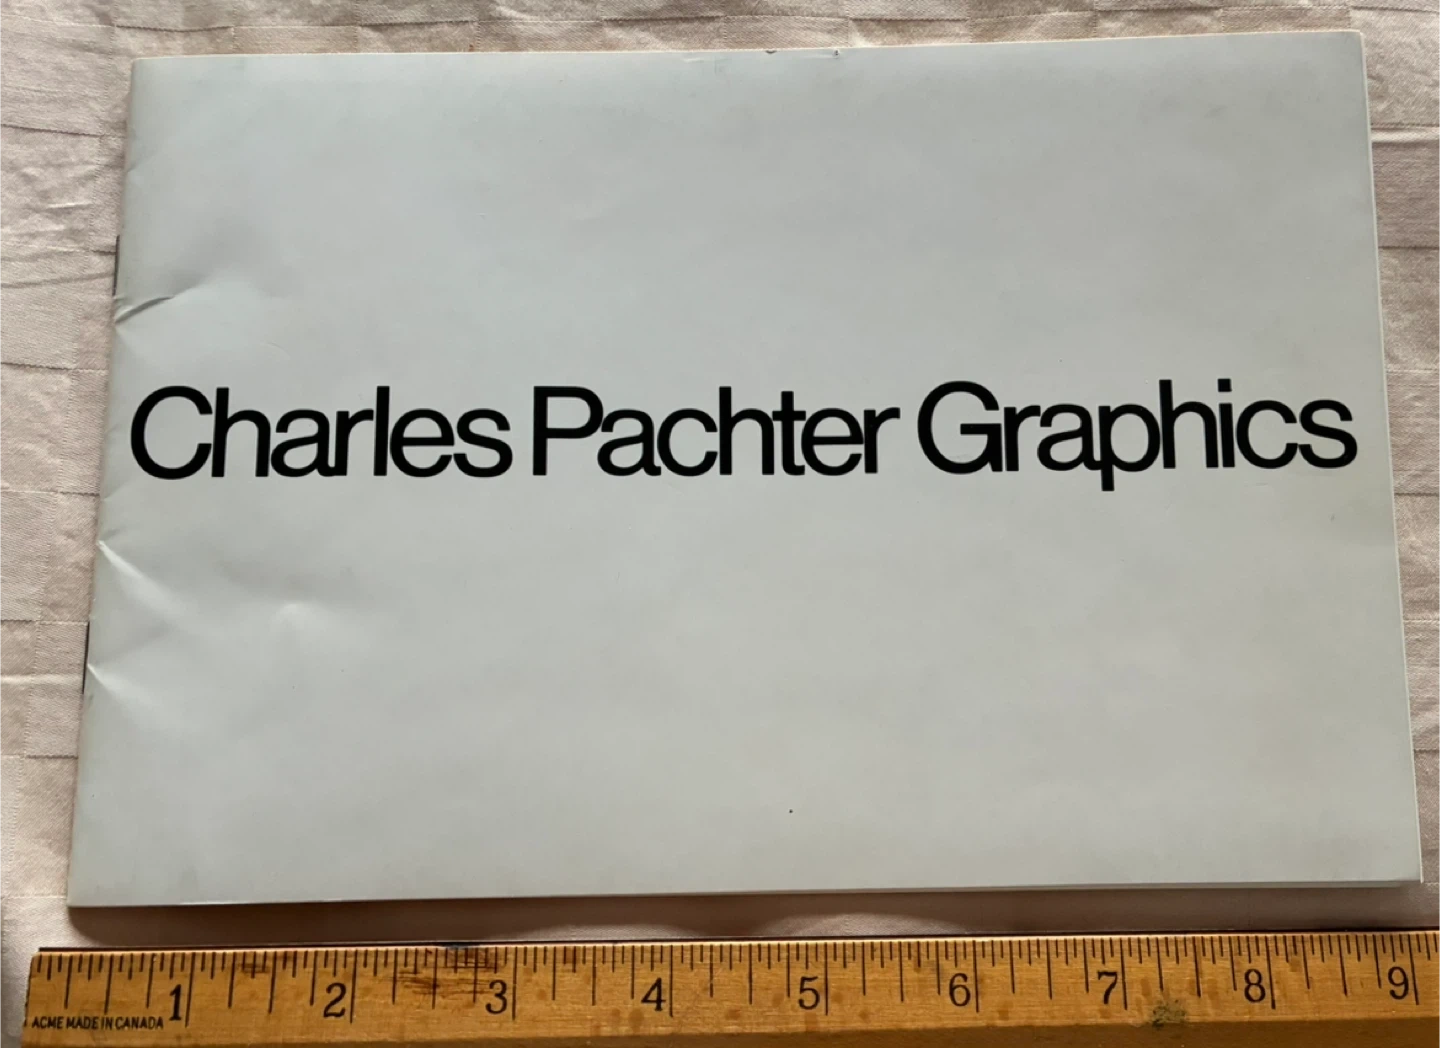 Charles Pachter Graphics
1 2 3 4 5 6 7 8 9
ACME MADE IN CANADA